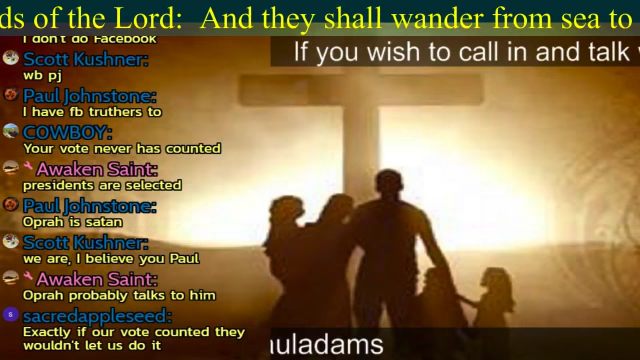 ds of the Lord:  And they shall wander from sea to
If you wish to call in and talk
I don't do Facebook
Scott Kushner:
wb pj
Paul Johnstone:
I have fb truthers to
COWBOY:
Your vote never has counted
Awaken Saint:
presidents are selected
Paul Johnstone:
Oprah is satan
Scott Kushner:
we are, I believe you Paul
Awaken Saint:
Oprah probably talks to him
sacredappleseed:
Exactly if our vote counted they
wouldn't let us do it
auladams